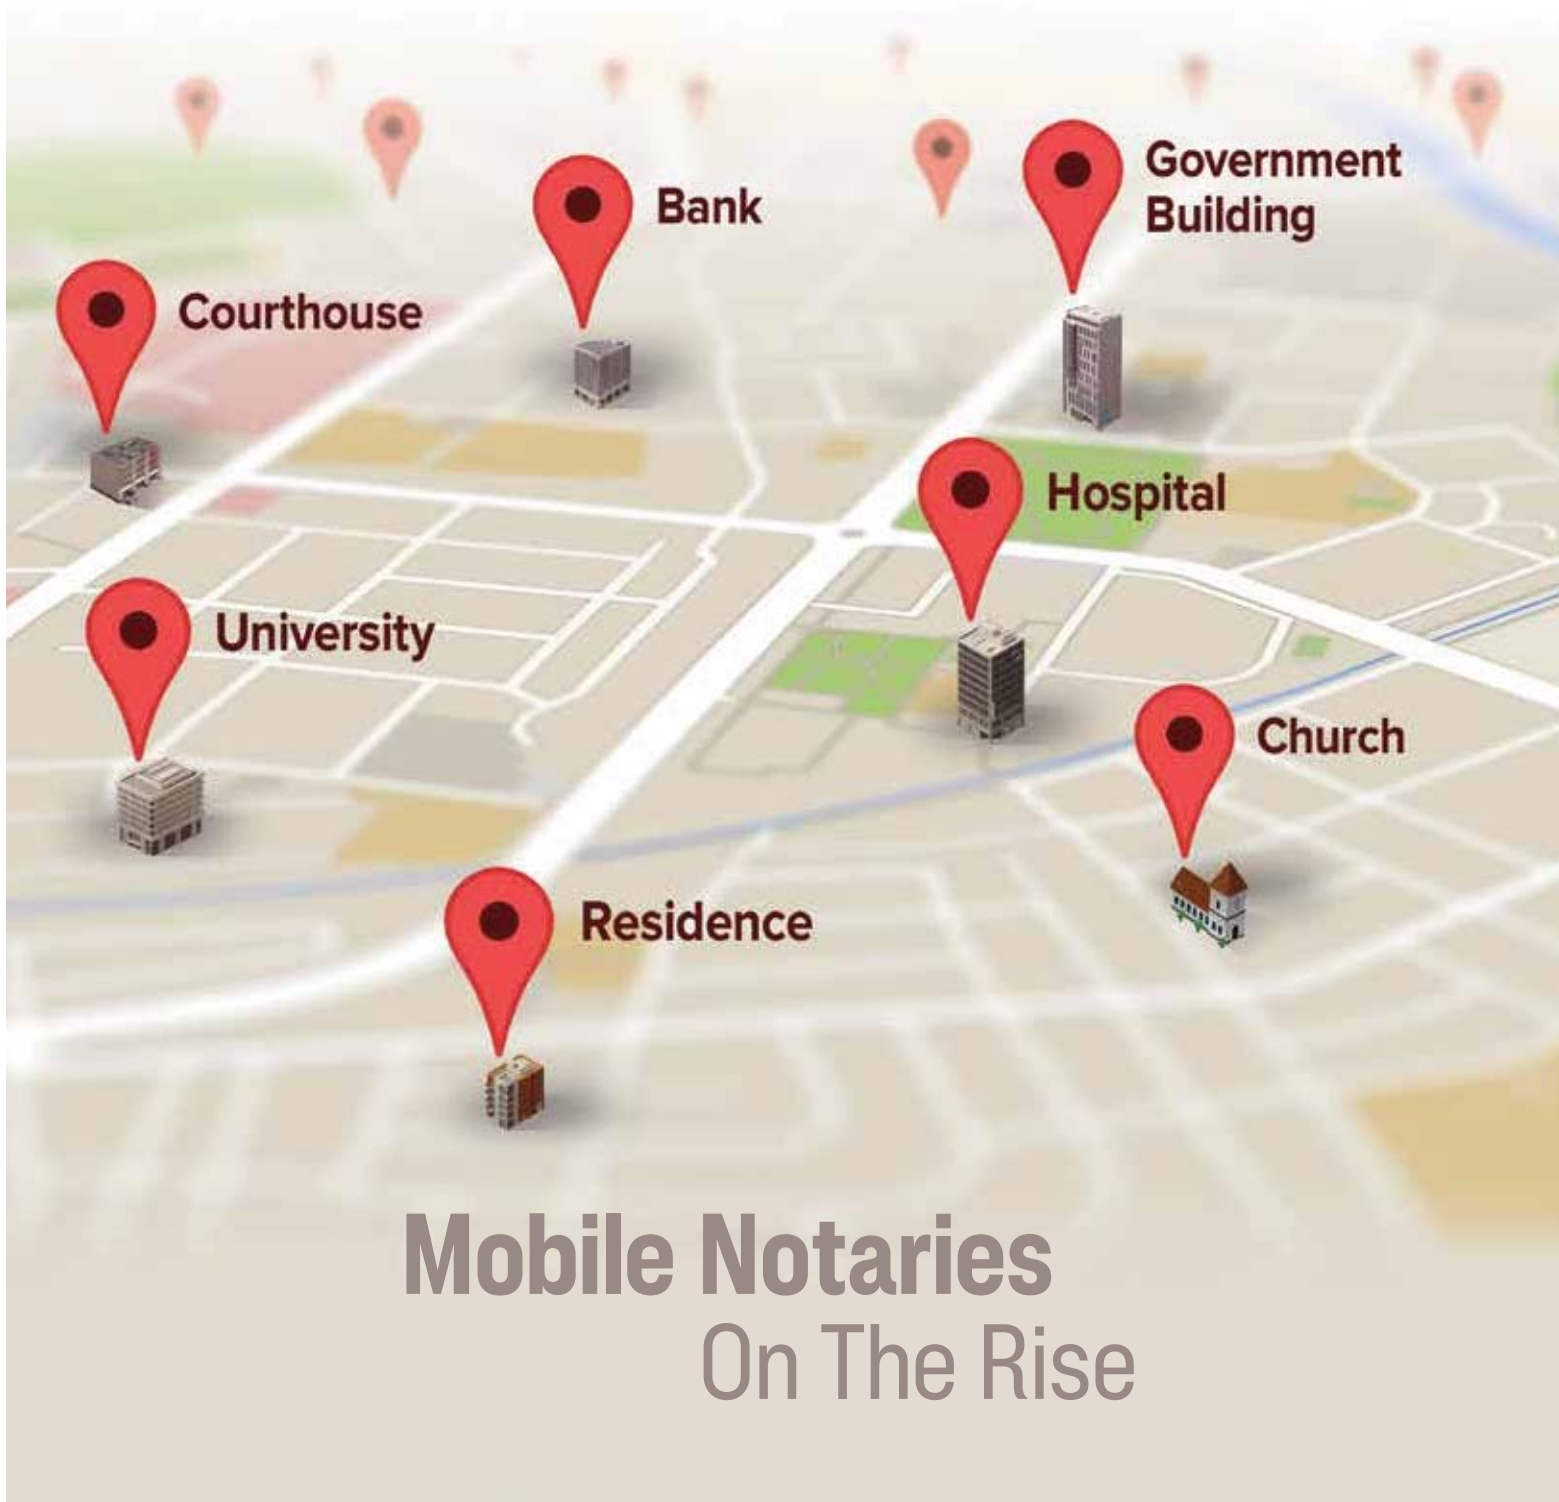 Government
Building
Bank
Courthouse
Hospital
University
Church
Residence
Mobile Notaries
On The Rise